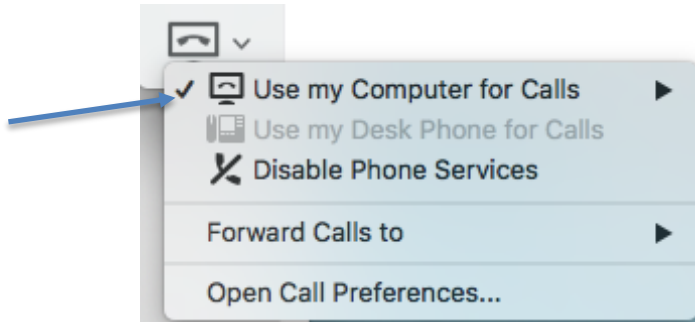 Use my Computer for Calls
Use my Desk Phone for Calls
Disable Phone Services
Forward Calls to
Open Call Preferences...